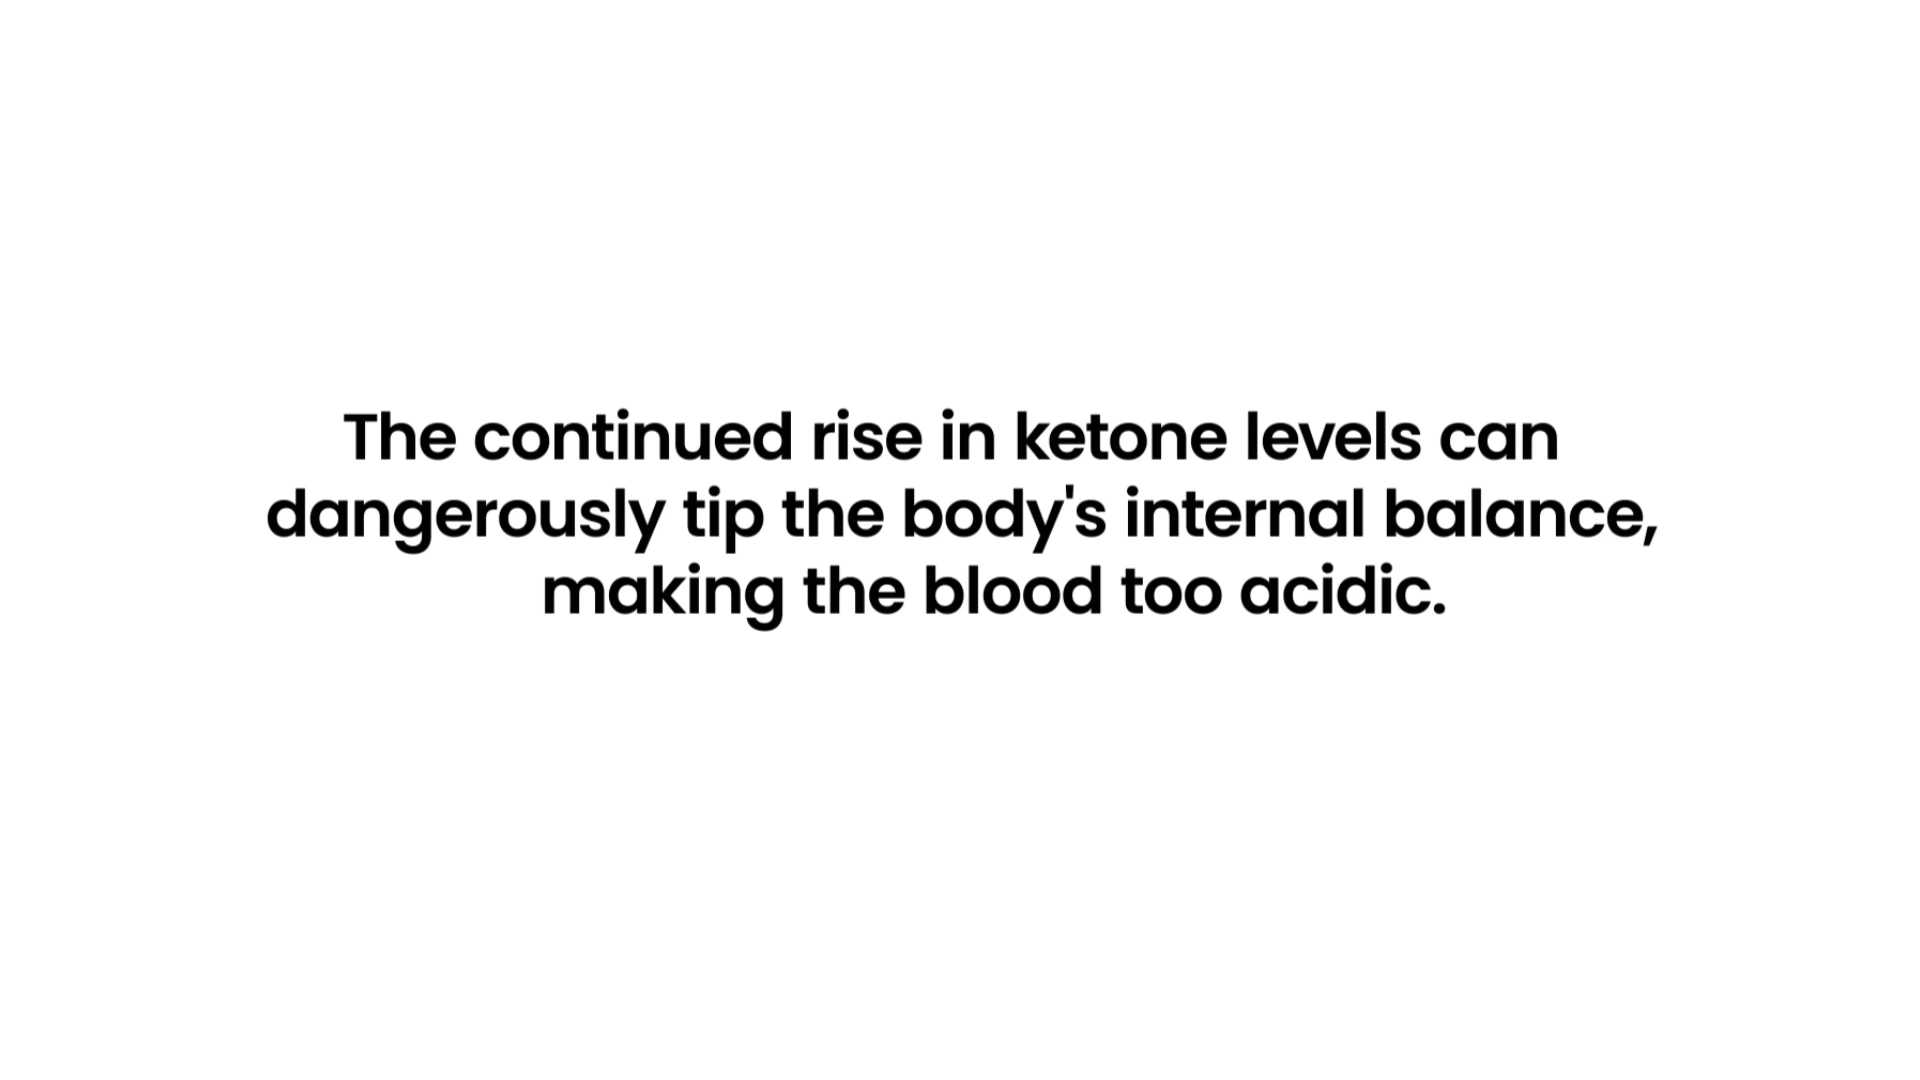 The continued rise in ketone levels can
dangerously tip the body's internal balance,
making the blood too acidic.